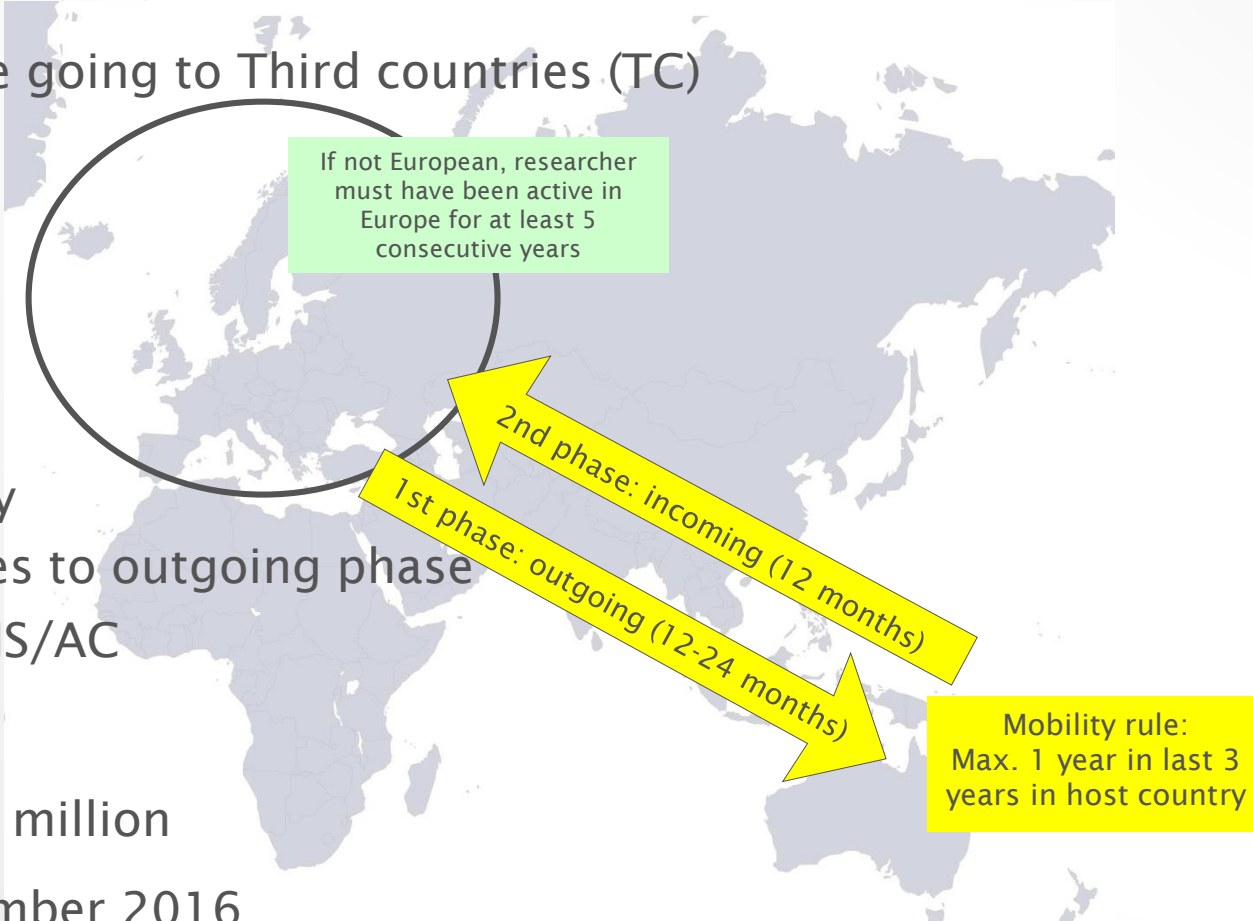 going to Third countries (TC)
If not European, researcher
must have been active in
Europe for at least 5
consecutive years
2nd phase: incoming (12 months)
1st phase: outgoing (12-24 months)
to outgoing phase
/AC
Mobility rule:
Max. 1 year in last 3
years in host country
million
2016